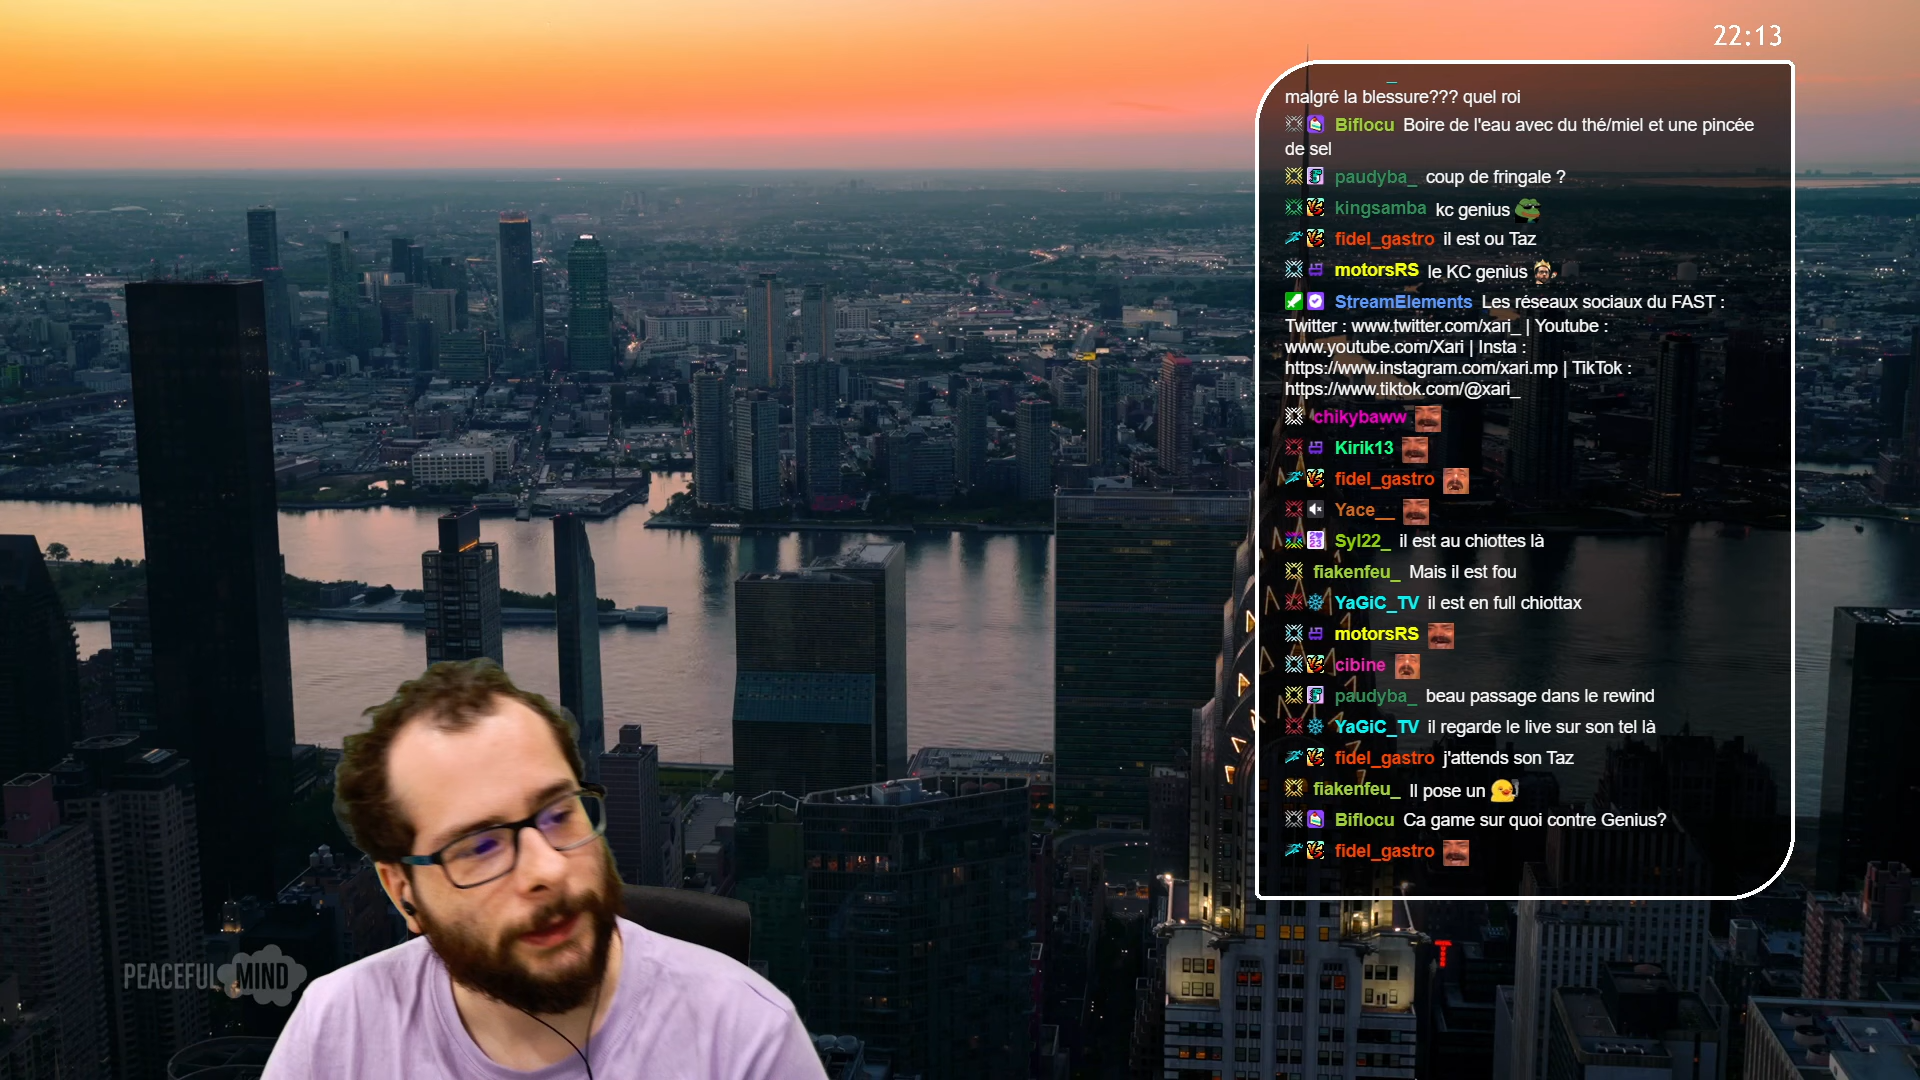 22:13
malgré la blessure??? quel roi
Biflocu Boire de l'eau avec du thé/miel et une pincée
de sel
paudyba_ coup de fringale ?
kingsamba kc genius
fidel_gastro il est ou Taz
motorsRS le KC genius
StreamElements Les réseaux sociaux du FAST :
Twitter : www.twitter.com/xari_ | Youtube :
www.youtube.com/Xari | Insta :
https://www.instagram.com/xari.mp | TikTok :
https://www.tiktok.com/@xari_
chikybaww
Kirik13
fidel_gastro
Yace__
Syl22_ il est au chiottes là
fiakenfeu_ Mais il est fou
YaGiC_TV il est en full chiottax
motorsRS
cibine
paudyba_ beau passage dans le rewind
YaGiC_TV il regarde le live sur son tel là
fidel_gastro j'attends son Taz
fiakenfeu_ Il pose un
Biflocu Ca game sur quoi contre Genius?
fidel_gastro
PEACEFUL MIND